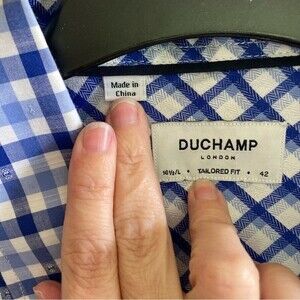 Made in
China
DUCHAMP
LONDON
16½/L • TAILORED FIT • 42